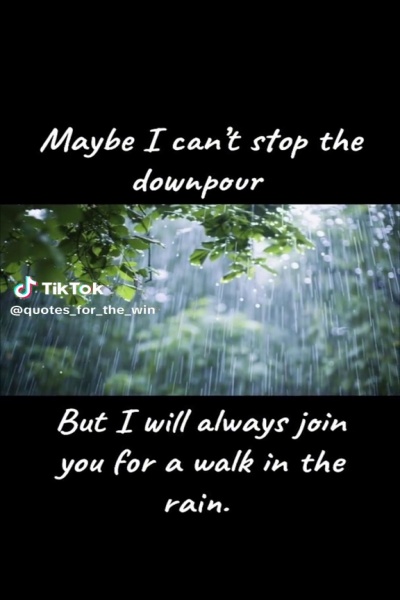 Maybe I can't stop the
downpour
TikTok
@quotes_for_the_win
But I will always join
you for a walk in the
rain.